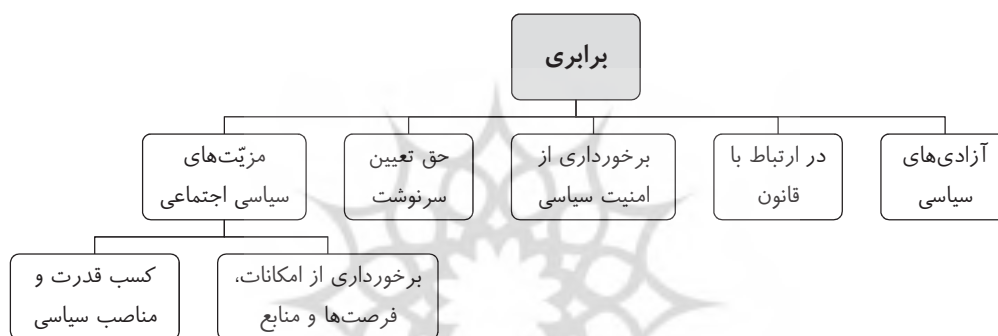 برابری
آزادی‌های
سیاسی
در ارتباط با
قانون
برخورداری از
امنیت سیاسی
حق تعیین
سرنوشت
مزیّت‌های
سیاسی اجتماعی
برخورداری از امکانات،
فرصت‌ها و منابع
کسب قدرت و
مناصب سیاسی